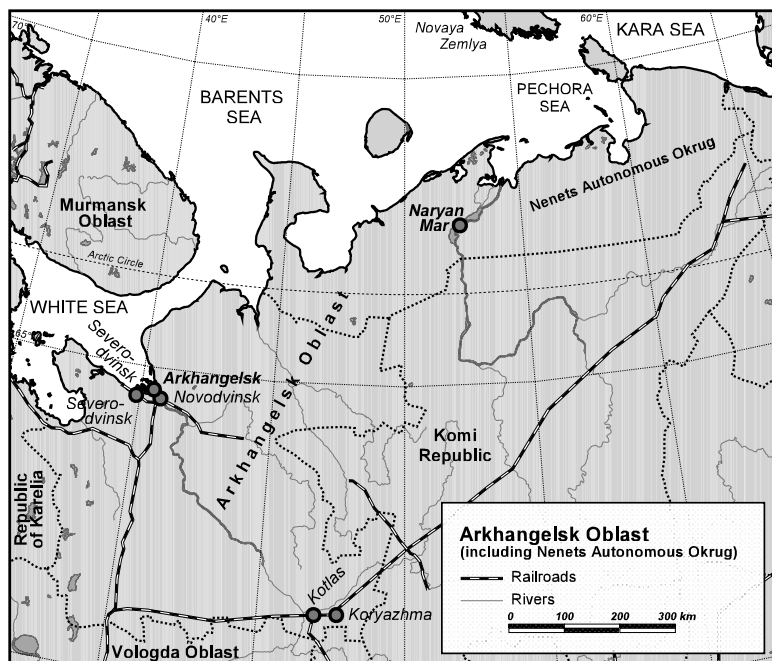 70°
40°
50°
60°
Novaya
Zemlya
KARA SEA
BARENTS
SEA
PECHORA
SEA
Nenets Autonomous Okrug
Murmansk
Oblast
Naryan
Mar
Arctic Circle
WHITE SEA
65°
Severo-
dvinsk
Arkhangelsk
Novodvinsk
Severo-
dvinsk
Arkhangelsk Oblast
Komi
Republic
Republic
of Karelia
Kotlas
Koryazhma
Vologda Oblast
Arkhangelsk Oblast
(including Nenets Autonomous Okrug)
Railroads
Rivers
0 100 200 300 km